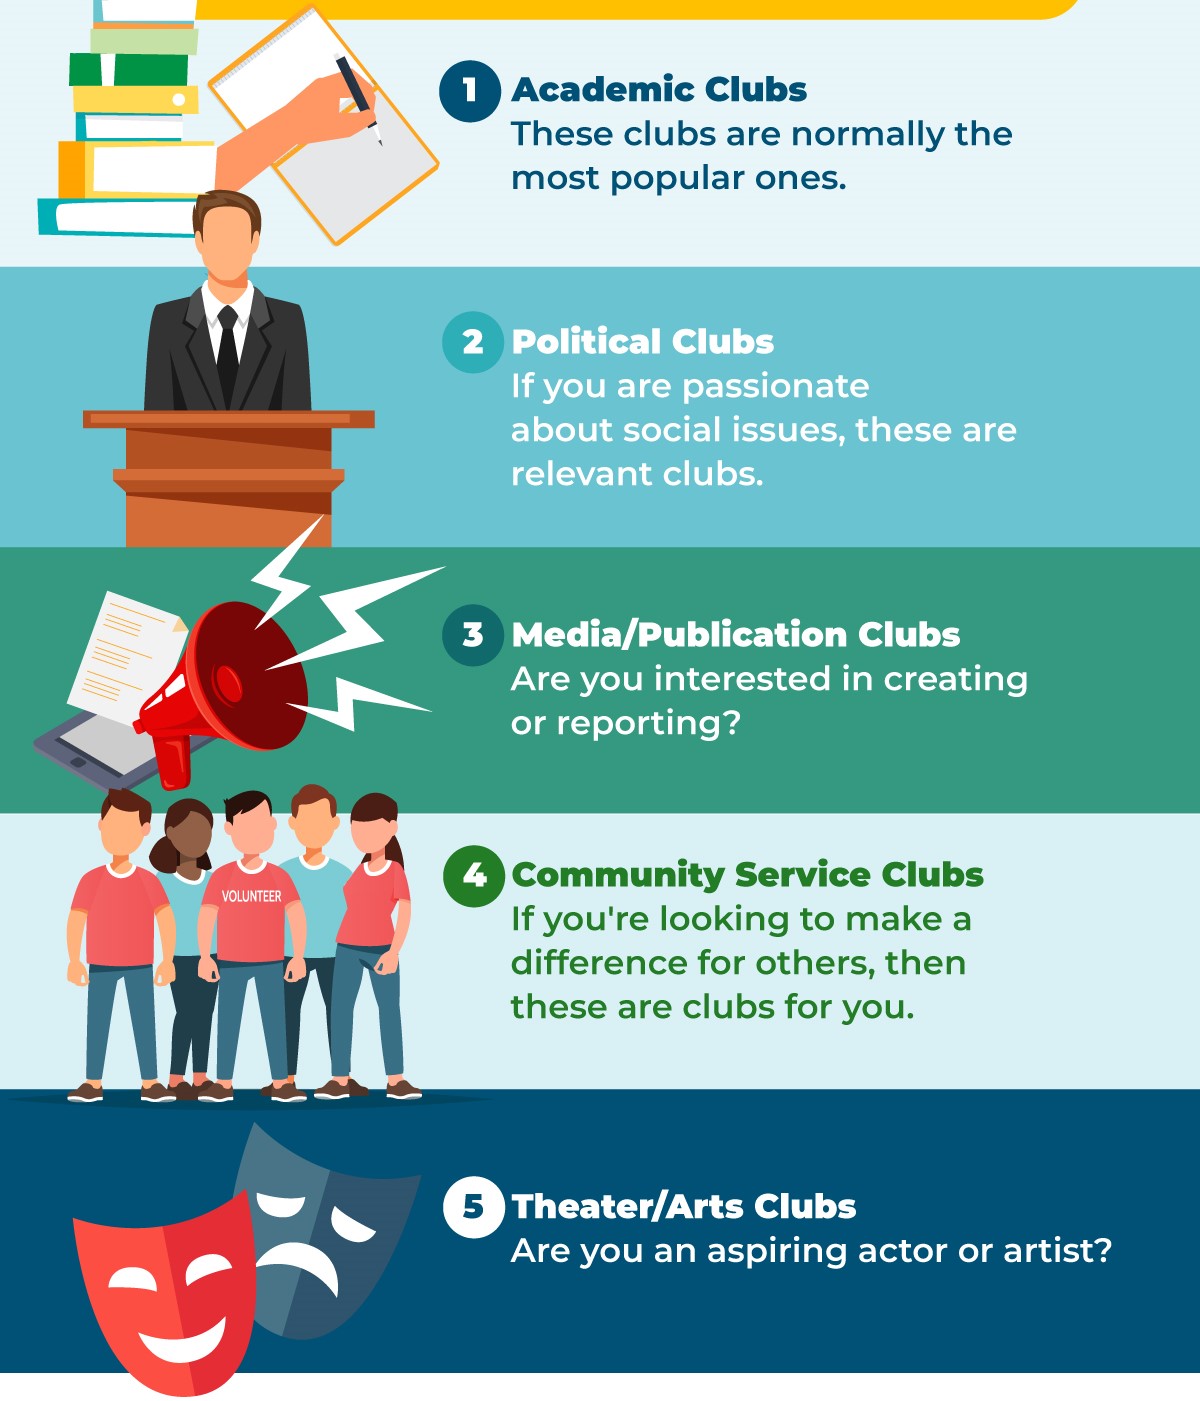 1 Academic Clubs
These clubs are normally the
most popular ones.
2 Political Clubs
If you are passionate
about social issues, these are
relevant clubs.
3 Media/Publication Clubs
Are you interested in creating
or reporting?
VOLUNTEER
4 Community Service Clubs
If you're looking to make a
difference for others, then
these are clubs for you.
5 Theater/Arts Clubs
Are you an aspiring actor or artist?